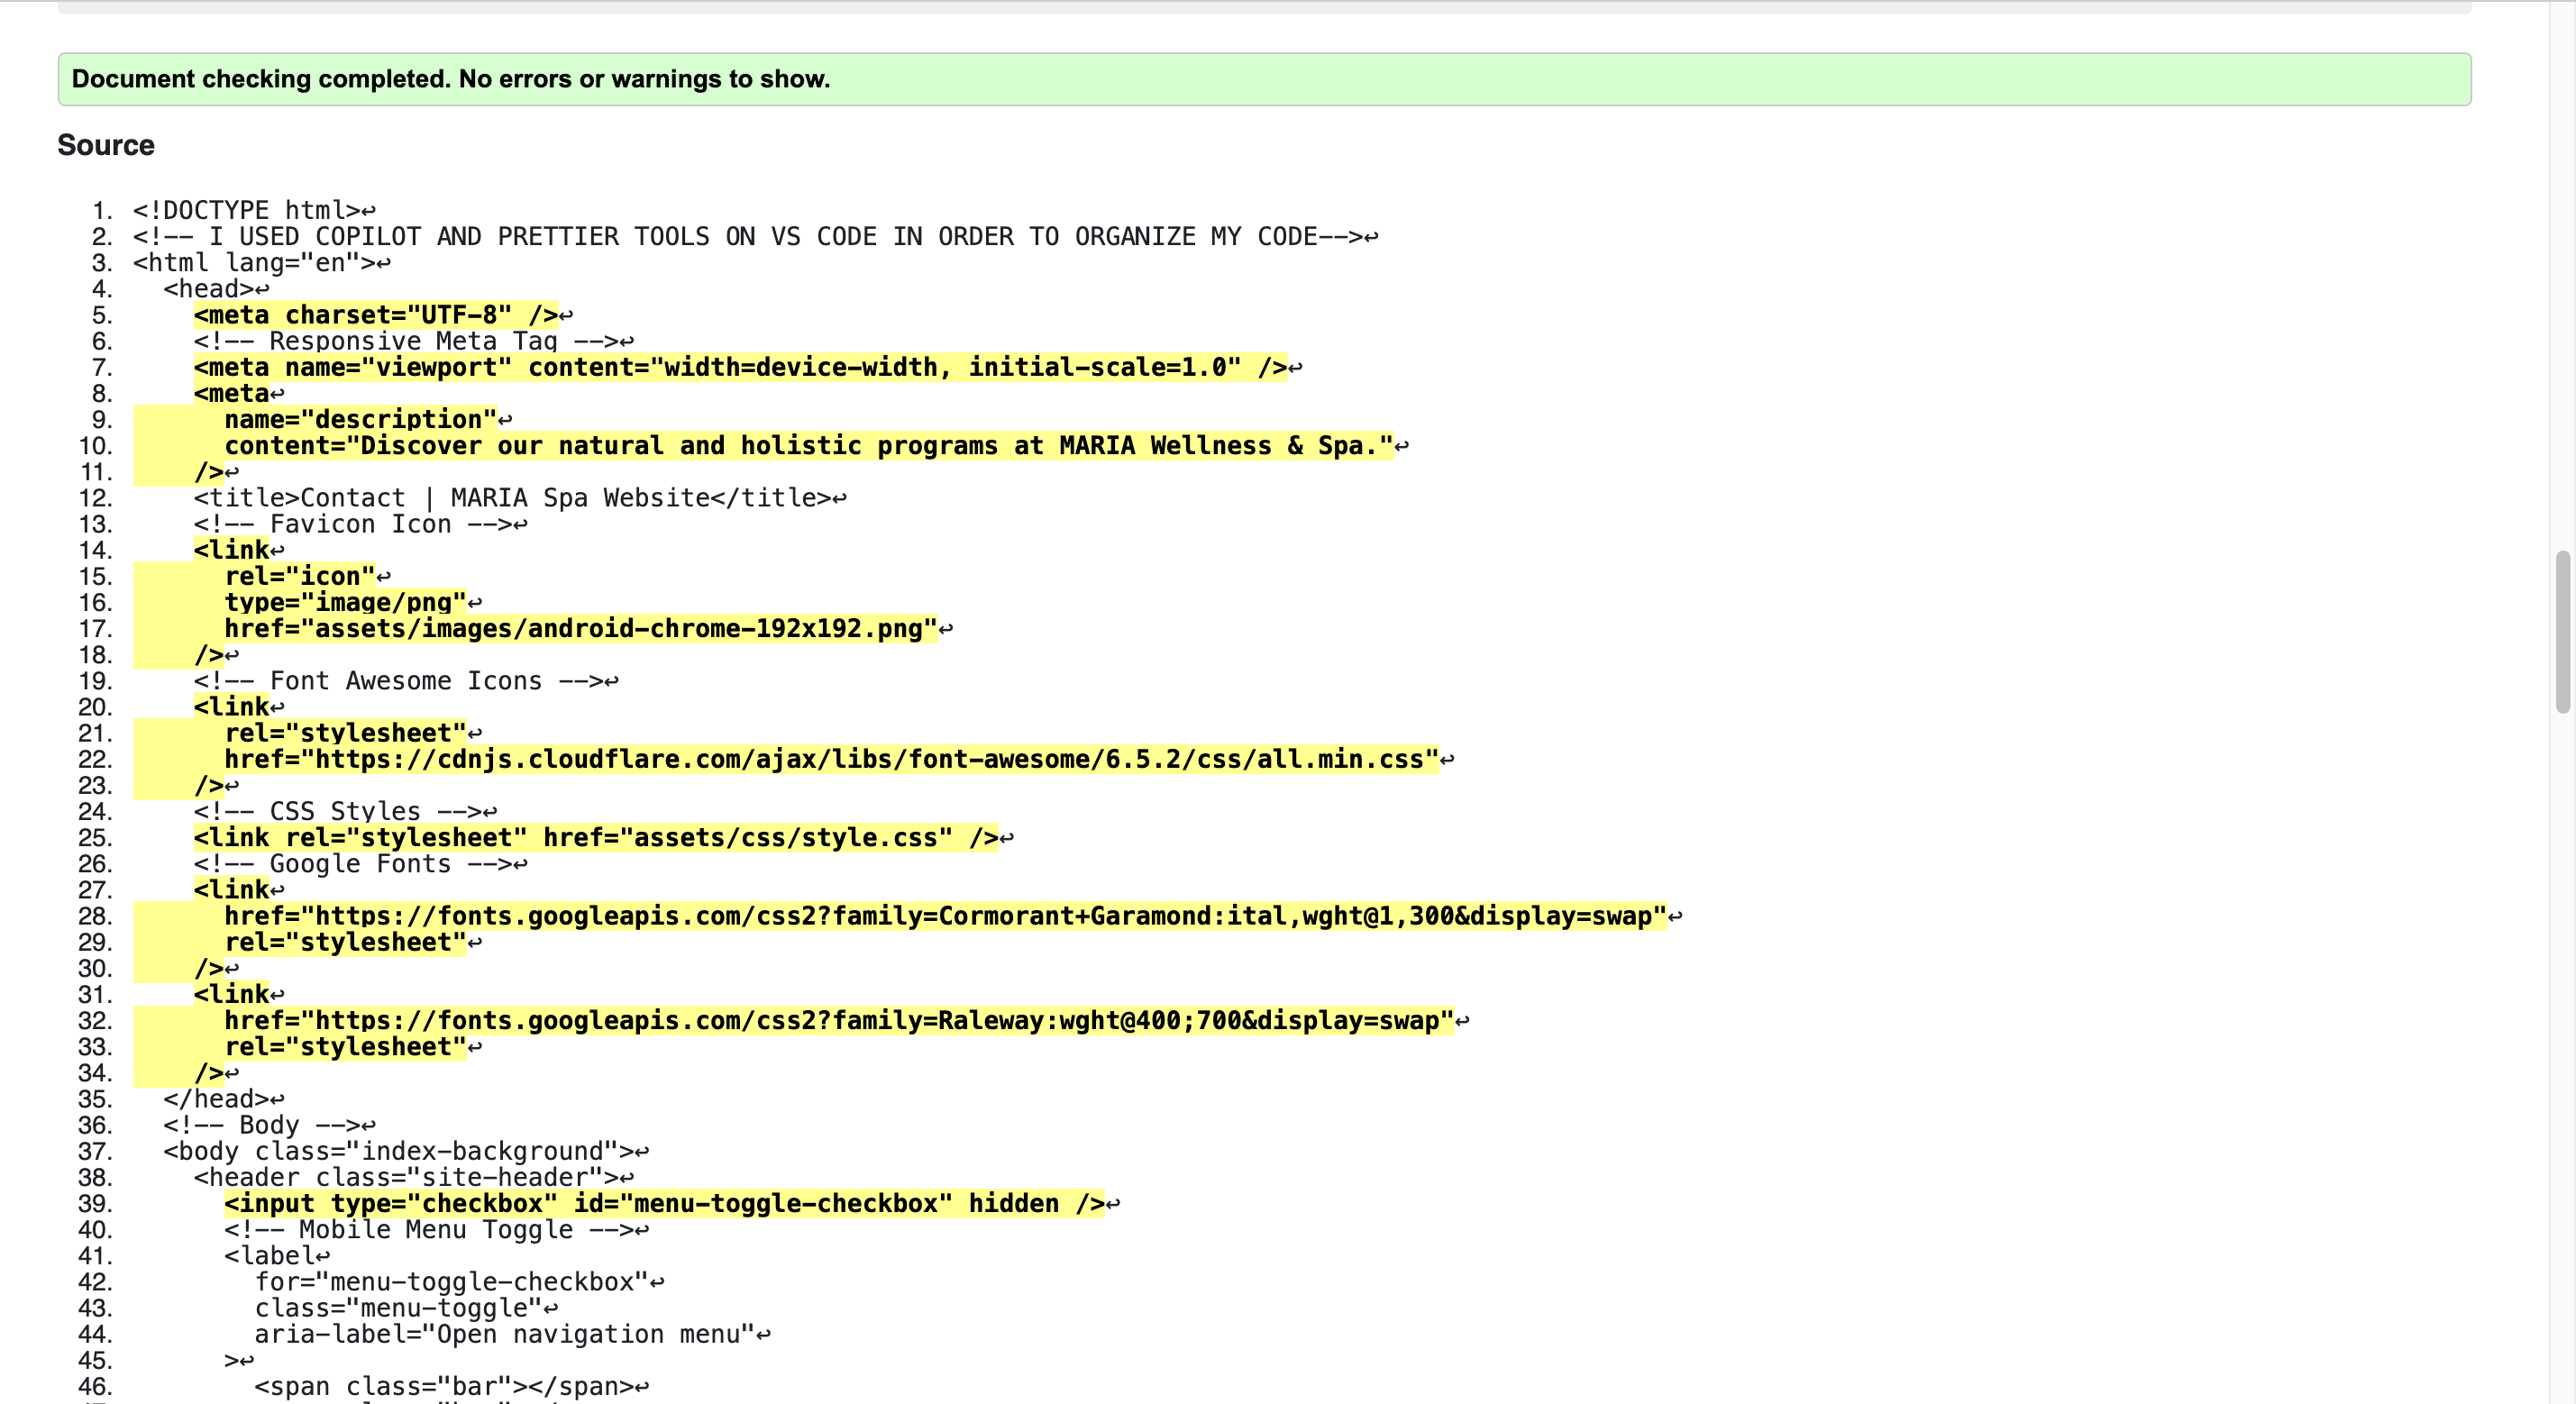 Document checking completed. No errors or warnings to show.
Source
1. <!DOCTYPE html>↩
2. <!-- I USED COPILOT AND PRETTIER TOOLS ON VS CODE IN ORDER TO ORGANIZE MY CODE-->↩
3. <html lang="en">↩
4.   <head>↩
5.     <meta charset="UTF-8" />↩
6.     <!-- Responsive Meta Tag -->↩
7.     <meta name="viewport" content="width=device-width, initial-scale=1.0" />↩
8.     <meta↩
9.       name="description"↩
10.       content="Discover our natural and holistic programs at MARIA Wellness & Spa."↩
11.     />↩
12.     <title>Contact | MARIA Spa Website</title>↩
13.     <!-- Favicon Icon -->↩
14.     <link↩
15.       rel="icon"↩
16.       type="image/png"↩
17.       href="assets/images/android-chrome-192x192.png"↩
18.     />↩
19.     <!-- Font Awesome Icons -->↩
20.     <link↩
21.       rel="stylesheet"↩
22.       href="https://cdnjs.cloudflare.com/ajax/libs/font-awesome/6.5.2/css/all.min.css"↩
23.     />↩
24.     <!-- CSS Styles -->↩
25.     <link rel="stylesheet" href="assets/css/style.css" />↩
26.     <!-- Google Fonts -->↩
27.     <link↩
28.       href="https://fonts.googleapis.com/css2?family=Cormorant+Garamond:ital,wght@1,300&display=swap"↩
29.       rel="stylesheet"↩
30.     />↩
31.     <link↩
32.       href="https://fonts.googleapis.com/css2?family=Raleway:wght@400;700&display=swap"↩
33.       rel="stylesheet"↩
34.     />↩
35.   </head>↩
36.   <!-- Body -->↩
37.   <body class="index-background">↩
38.     <header class="site-header">↩
39.       <input type="checkbox" id="menu-toggle-checkbox" hidden />↩
40.       <!-- Mobile Menu Toggle -->↩
41.       <label↩
42.         for="menu-toggle-checkbox"↩
43.         class="menu-toggle"↩
44.         aria-label="Open navigation menu"↩
45.       >↩
46.         <span class="bar"></span>↩